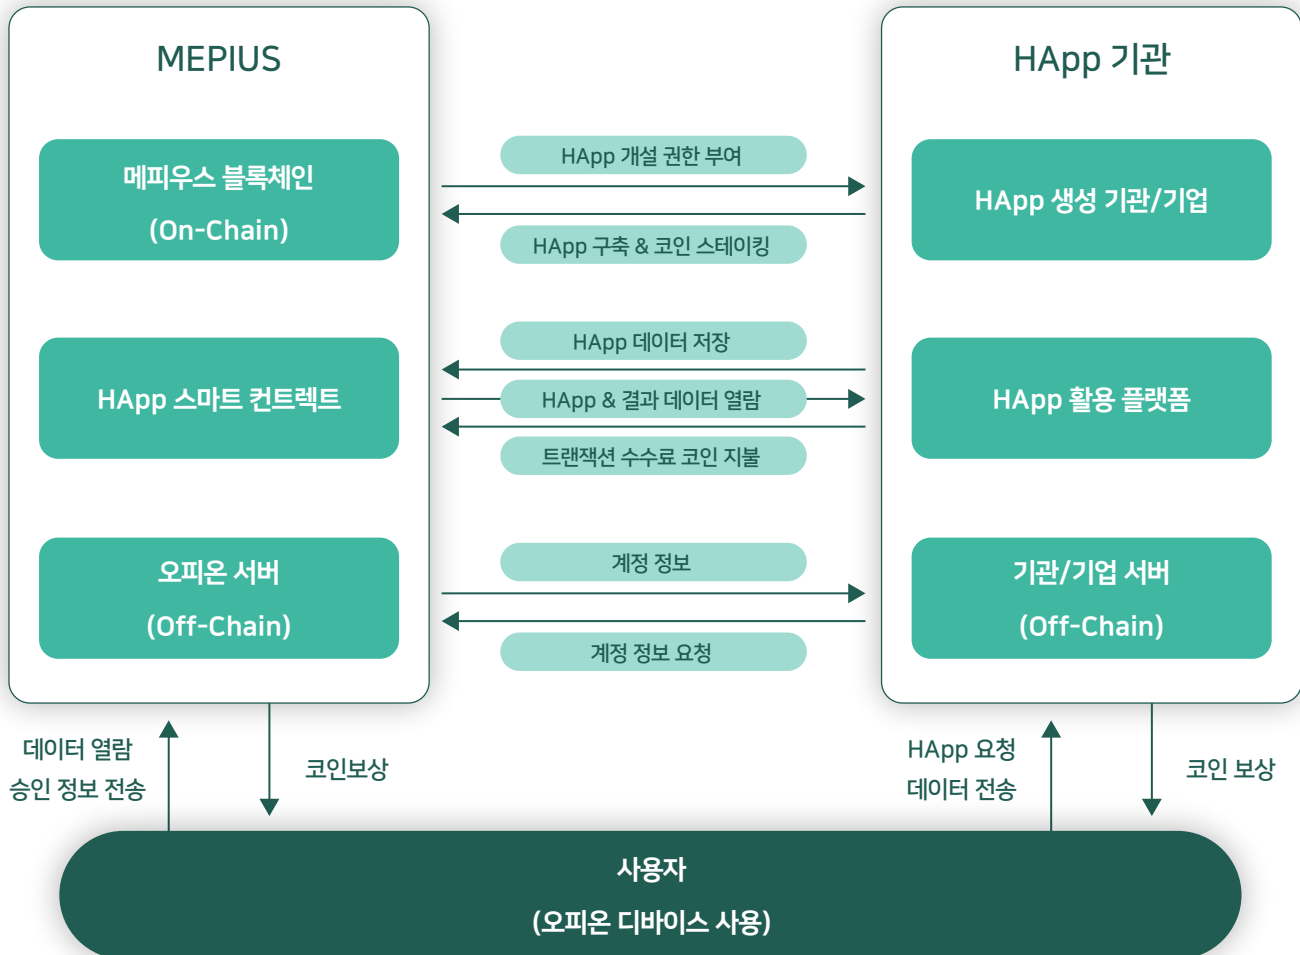 MEPIUS
메피우스 블록체인
(On-Chain)
HApp 스마트 컨트렉트
오피온 서버
(Off-Chain)
HApp 개설 권한 부여
HApp 구축 & 코인 스테이킹
HApp 데이터 저장
HApp & 결과 데이터 열람
트랜잭션 수수료 코인 지불
계정 정보
계정 정보 요청
HApp 기관
HApp 생성 기관/기업
HApp 활용 플랫폼
기관/기업 서버
(Off-Chain)
데이터 열람
승인 정보 전송
코인보상
HApp 요청
데이터 전송
코인 보상
사용자
(오피온 디바이스 사용)